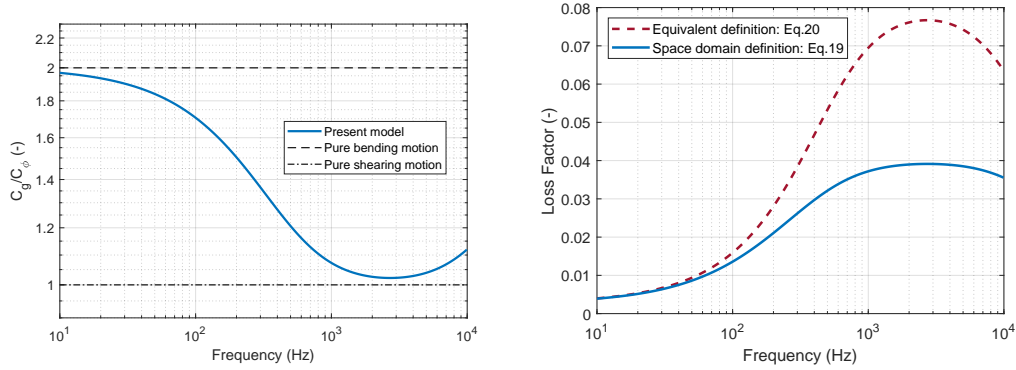 2.2
2
1.8
1.6
1.4
1.2
1
C_g/C_ϕ (-)
Present model
Pure bending motion
Pure shearing motion
10^1 10^2 10^3 10^4
Frequency (Hz)
0.08
0.07
0.06
0.05
0.04
0.03
0.02
0.01
0
Loss Factor (-)
Equivalent definition: Eq.20
Space domain definition: Eq.19
10^1 10^2 10^3 10^4
Frequency (Hz)